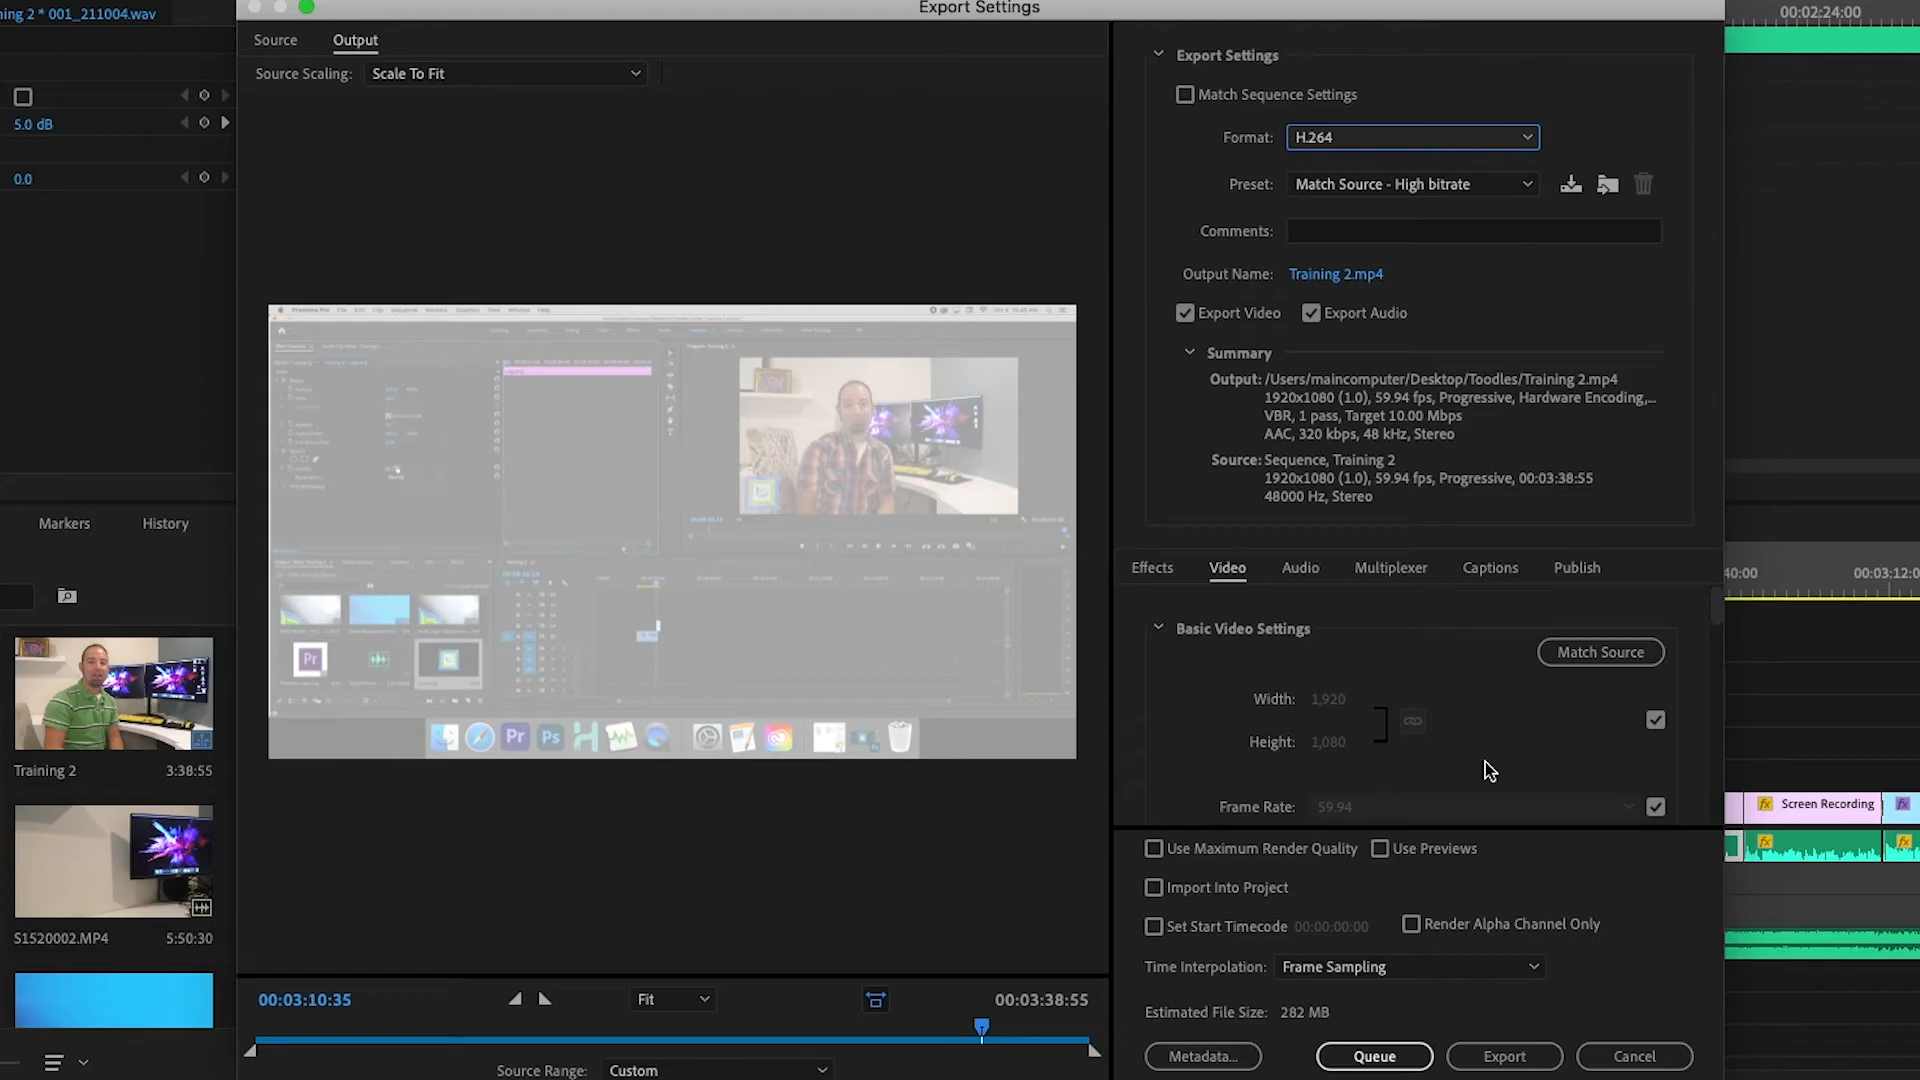 ning 2 * 001_211004.wav
Export Settings
00:02:24:00
Source
Output
Source Scaling:
Scale To Fit
5.0 dB
0.0
Export Settings
Match Sequence Settings
Format:
H.264
Preset:
Match Source - High bitrate
Comments:
Output Name:
Training 2.mp4
Export Video
Export Audio
Summary
Output: /Users/maincomputer/Desktop/Toodles/Training 2.mp4
1920x1080 (1.0), 59.94 fps, Progressive, Hardware Encoding,...
VBR, 1 pass, Target 10.00 Mbps
AAC, 320 kbps, 48 kHz, Stereo
Source: Sequence, Training 2
1920x1080 (1.0), 59.94 fps, Progressive, 00:03:38:55
48000 Hz, Stereo
Markers
History
Pr
Pr
Ps
Effects
Video
Audio
Multiplexer
Captions
Publish
40:00
00:03:12:0
Basic Video Settings
Match Source
Width:
1,920
Height:
1,080
Frame Rate:
59.94
Training 2
3:38:55
fx
Screen Recording
fx
fx
fx
Use Maximum Render Quality
Use Previews
Import Into Project
Set Start Timecode
00:00:00:00
Render Alpha Channel Only
S1520002.MP4
5:50:30
Time Interpolation:
Frame Sampling
00:03:10:35
Fit
00:03:38:55
Estimated File Size:
282 MB
Source Range:
Custom
Metadata...
Queue
Export
Cancel